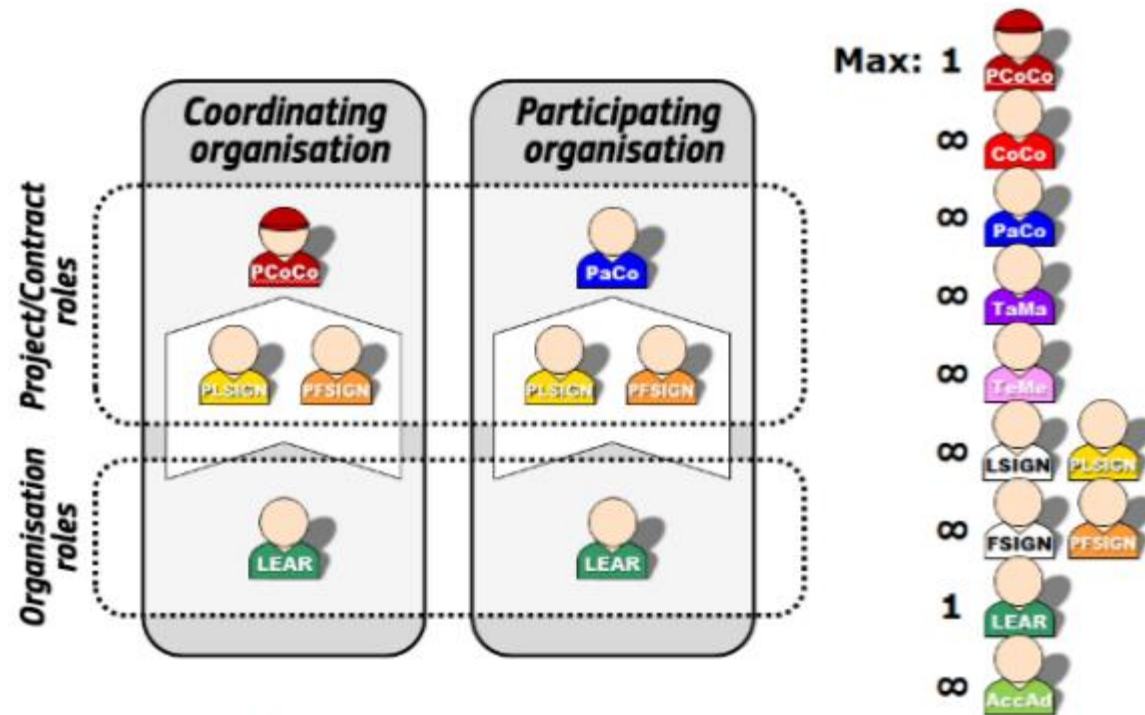 Max: 1
PCoCo
∞
CoCo
∞
PaCo
∞
TaMa
∞
TeMe
∞
LSIGN PLSIGN
∞
FSIGN PFSIGN
1
LEAR
∞
AccAd
Coordinating
organisation
Participating
organisation
Project/Contract
roles
PCoCo
PaCo
PLSIGN PFSIGN
PLSIGN PFSIGN
Organisation
roles
LEAR
LEAR